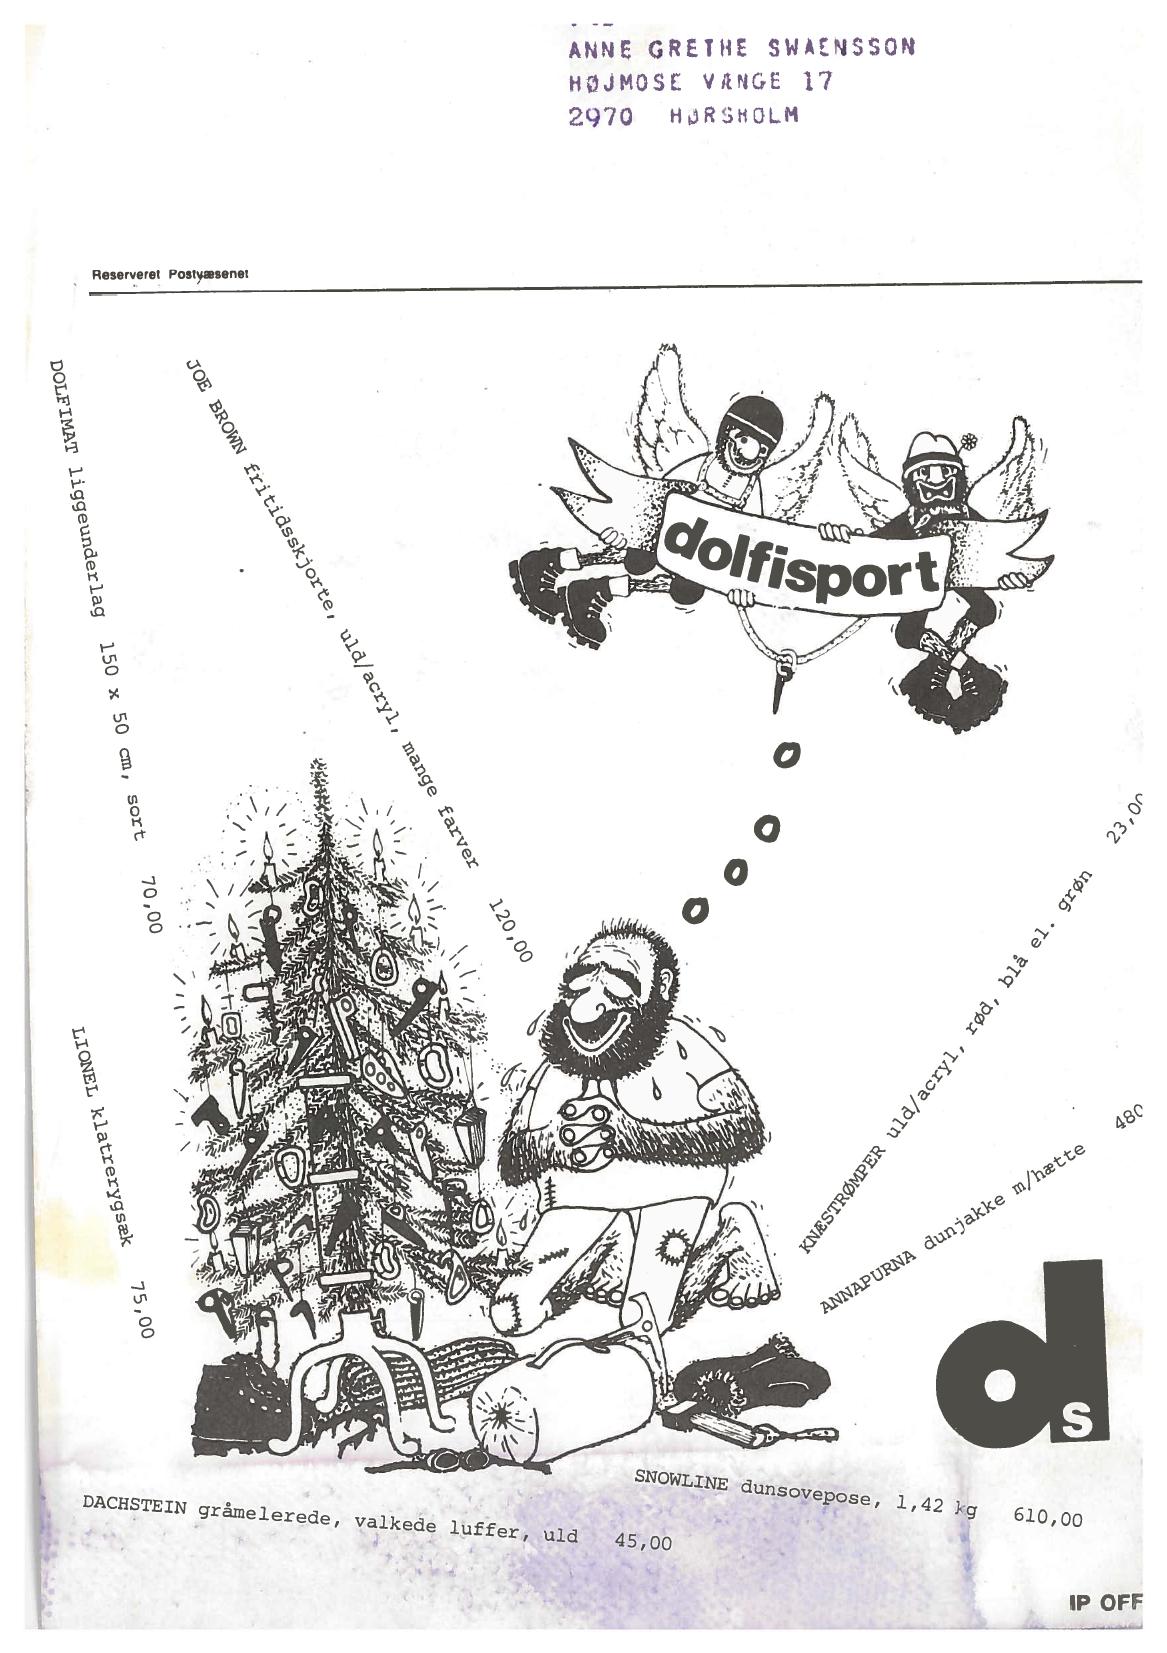 ANNE GRETHE SWAENSSON
HØJMOSE VÆNGE 17
2970 HØRSHOLM
Reserveret Postvæsenet
DOLFIMAT liggeunderlag 150 x 50 cm, sort 70,00
JOE BROWN fritidsskjorte, uld/acryl, mange farver 120,00
dolfisport
LIONEL klatrerygsæk 75,00
KNÆSTRØMPER uld/acryl, rød, blå el. grøn 23,00
ANNAPURNA dunjakke m/hætte 480
ds
SNOWLINE dunsovepose, 1,42 kg 610,00
DACHSTEIN gråmelerede, valkede luffer, uld 45,00
IP OFF